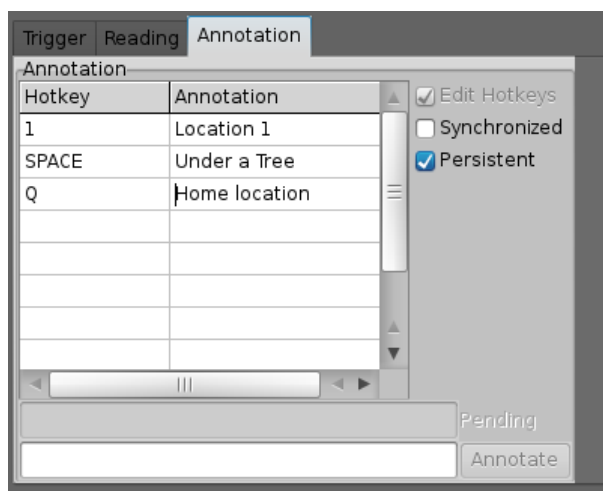 Trigger Reading Annotation
Annotation
Hotkey Annotation
1 Location 1
SPACE Under a Tree
Q Home location
Edit Hotkeys
Synchronized
Persistent
Pending
Annotate